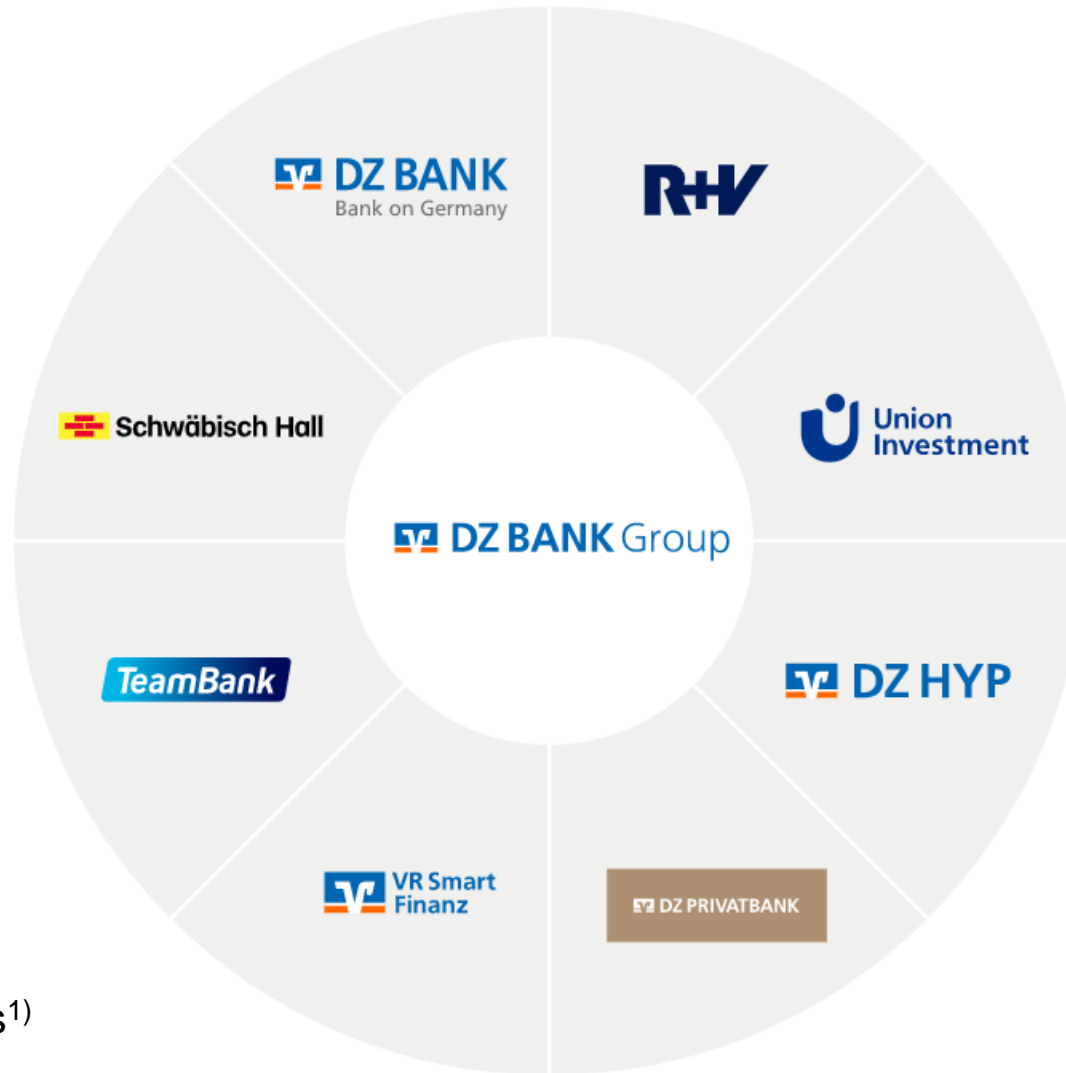 DZ BANK
Bank on Germany
R+V
Schwäbisch Hall
Union
Investment
DZ BANK Group
TeamBank
DZ HYP
VR Smart
Finanz
DZ PRIVATBANK
s1)